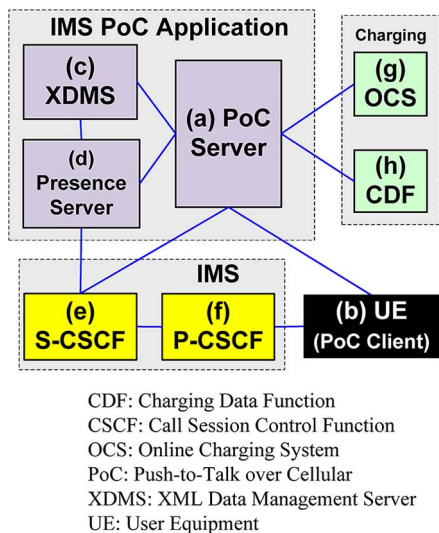 IMS PoC Application
Charging
(c)
XDMS
(a) PoC
Server
(g)
OCS
(d)
Presence
Server
(h)
CDF
IMS
(e)
S-CSCF
(f)
P-CSCF
(b) UE
(PoC Client)
CDF: Charging Data Function
CSCF: Call Session Control Function
OCS: Online Charging System
PoC: Push-to-Talk over Cellular
XDMS: XML Data Management Server
UE: User Equipment